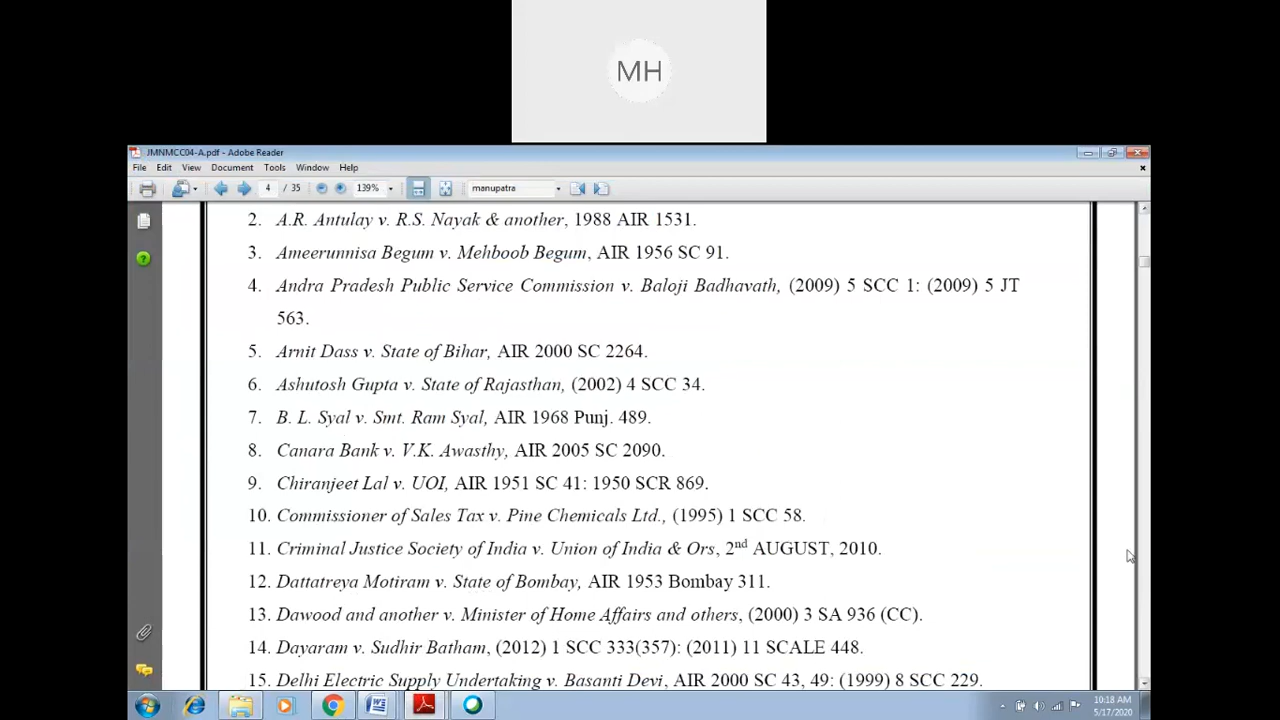 MH
JMNMCC04-A.pdf - Adobe Reader
File Edit View Document Tools Window Help
4 / 35 139% manupatra
2. A.R. Antulay v. R.S. Nayak & another, 1988 AIR 1531.
3. Ameerunnisa Begum v. Mehboob Begum, AIR 1956 SC 91.
4. Andra Pradesh Public Service Commission v. Baloji Badhavath, (2009) 5 SCC 1: (2009) 5 JT
563.
5. Arnit Dass v. State of Bihar, AIR 2000 SC 2264.
6. Ashutosh Gupta v. State of Rajasthan, (2002) 4 SCC 34.
7. B. L. Syal v. Smt. Ram Syal, AIR 1968 Punj. 489.
8. Canara Bank v. V.K. Awasthy, AIR 2005 SC 2090.
9. Chiranjeet Lal v. UOI, AIR 1951 SC 41: 1950 SCR 869.
10. Commissioner of Sales Tax v. Pine Chemicals Ltd., (1995) 1 SCC 58.
11. Criminal Justice Society of India v. Union of India & Ors, 2nd AUGUST, 2010.
12. Dattatreya Motiram v. State of Bombay, AIR 1953 Bombay 311.
13. Dawood and another v. Minister of Home Affairs and others, (2000) 3 SA 936 (CC).
14. Dayaram v. Sudhir Batham, (2012) 1 SCC 333(357): (2011) 11 SCALE 448.
15. Delhi Electric Supply Undertaking v. Basanti Devi, AIR 2000 SC 43, 49: (1999) 8 SCC 229.
10:18 AM
5/17/2020